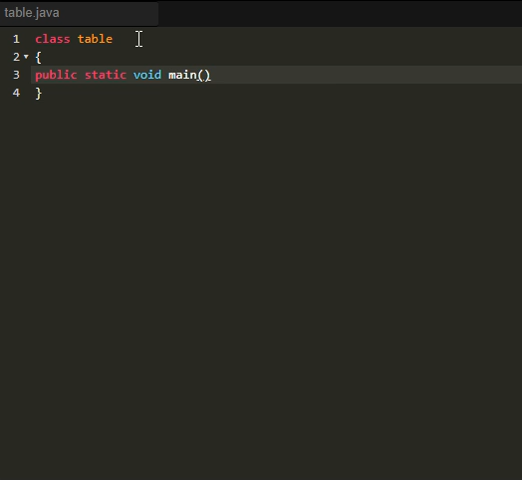 table.java
1 class table
2 {
3 public static void main()
4 }